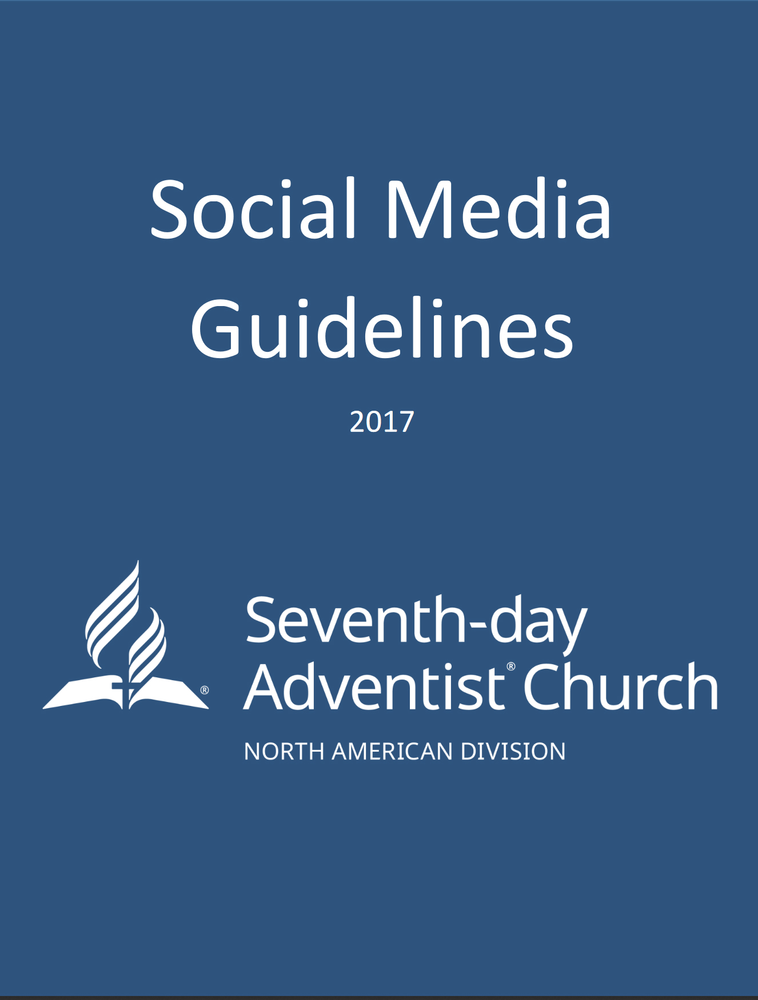 Social Media
Guidelines
2017
Seventh-day
Adventist® Church
®
NORTH AMERICAN DIVISION